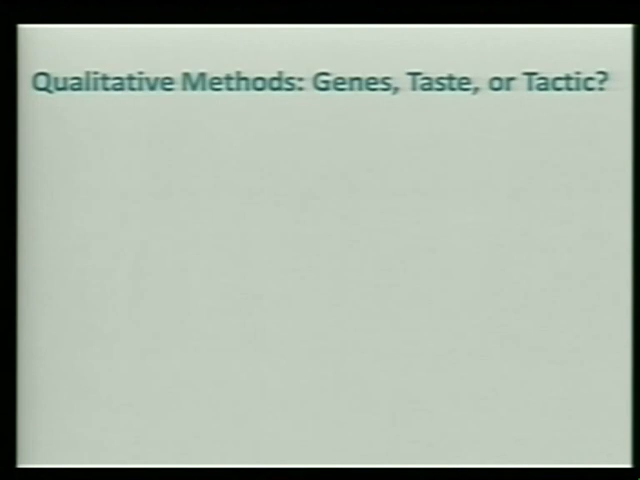 Qualitative Methods: Genes, Taste, or Tactic?